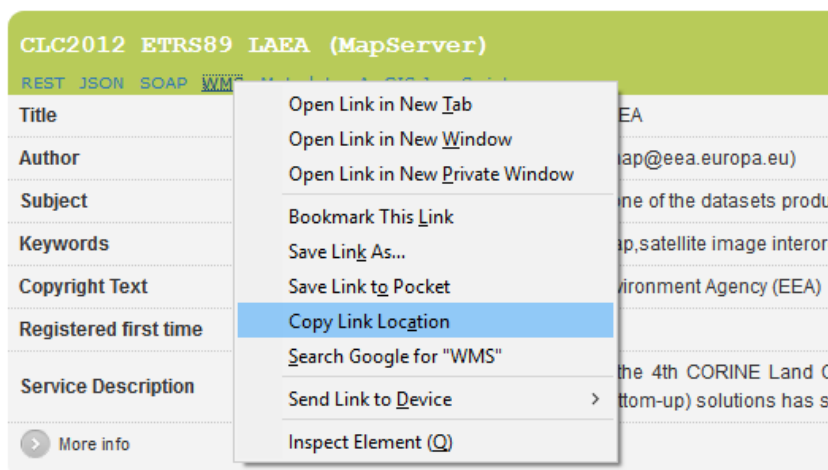 CLC2012 ETRS89 LAEA (MapServer)
REST JSON SOAP WMS
Open Link in New Tab
Title EA
Open Link in New Window
Author ap@eea.europa.eu)
Open Link in New Private Window
Subject ne of the datasets produ
Bookmark This Link
Keywords ap,satellite image interor
Save Link As...
Copyright Text vironment Agency (EEA)
Save Link to Pocket
Registered first time
Copy Link Location
Search Google for "WMS"
the 4th CORINE Land
Service Description
Send Link to Device
ttom-up) solutions has s
More info
Inspect Element (Q)